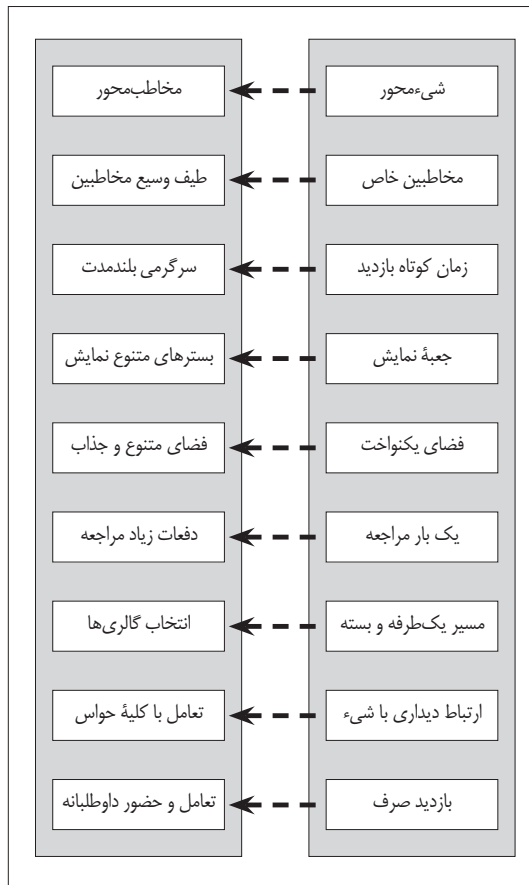 شیءمحور
مخاطب‌محور
مخاطبین خاص
طیف وسیع مخاطبین
زمان کوتاه بازدید
سرگرمی بلندمدت
جعبهٔ نمایش
بسترهای متنوع نمایش
فضای یکنواخت
فضای متنوع و جذاب
یک بار مراجعه
دفعات زیاد مراجعه
مسیر یک‌طرفه و بسته
انتخاب گالری‌ها
ارتباط دیداری با شیء
تعامل با کلیهٔ حواس
بازدید صرف
تعامل و حضور داوطلبانه